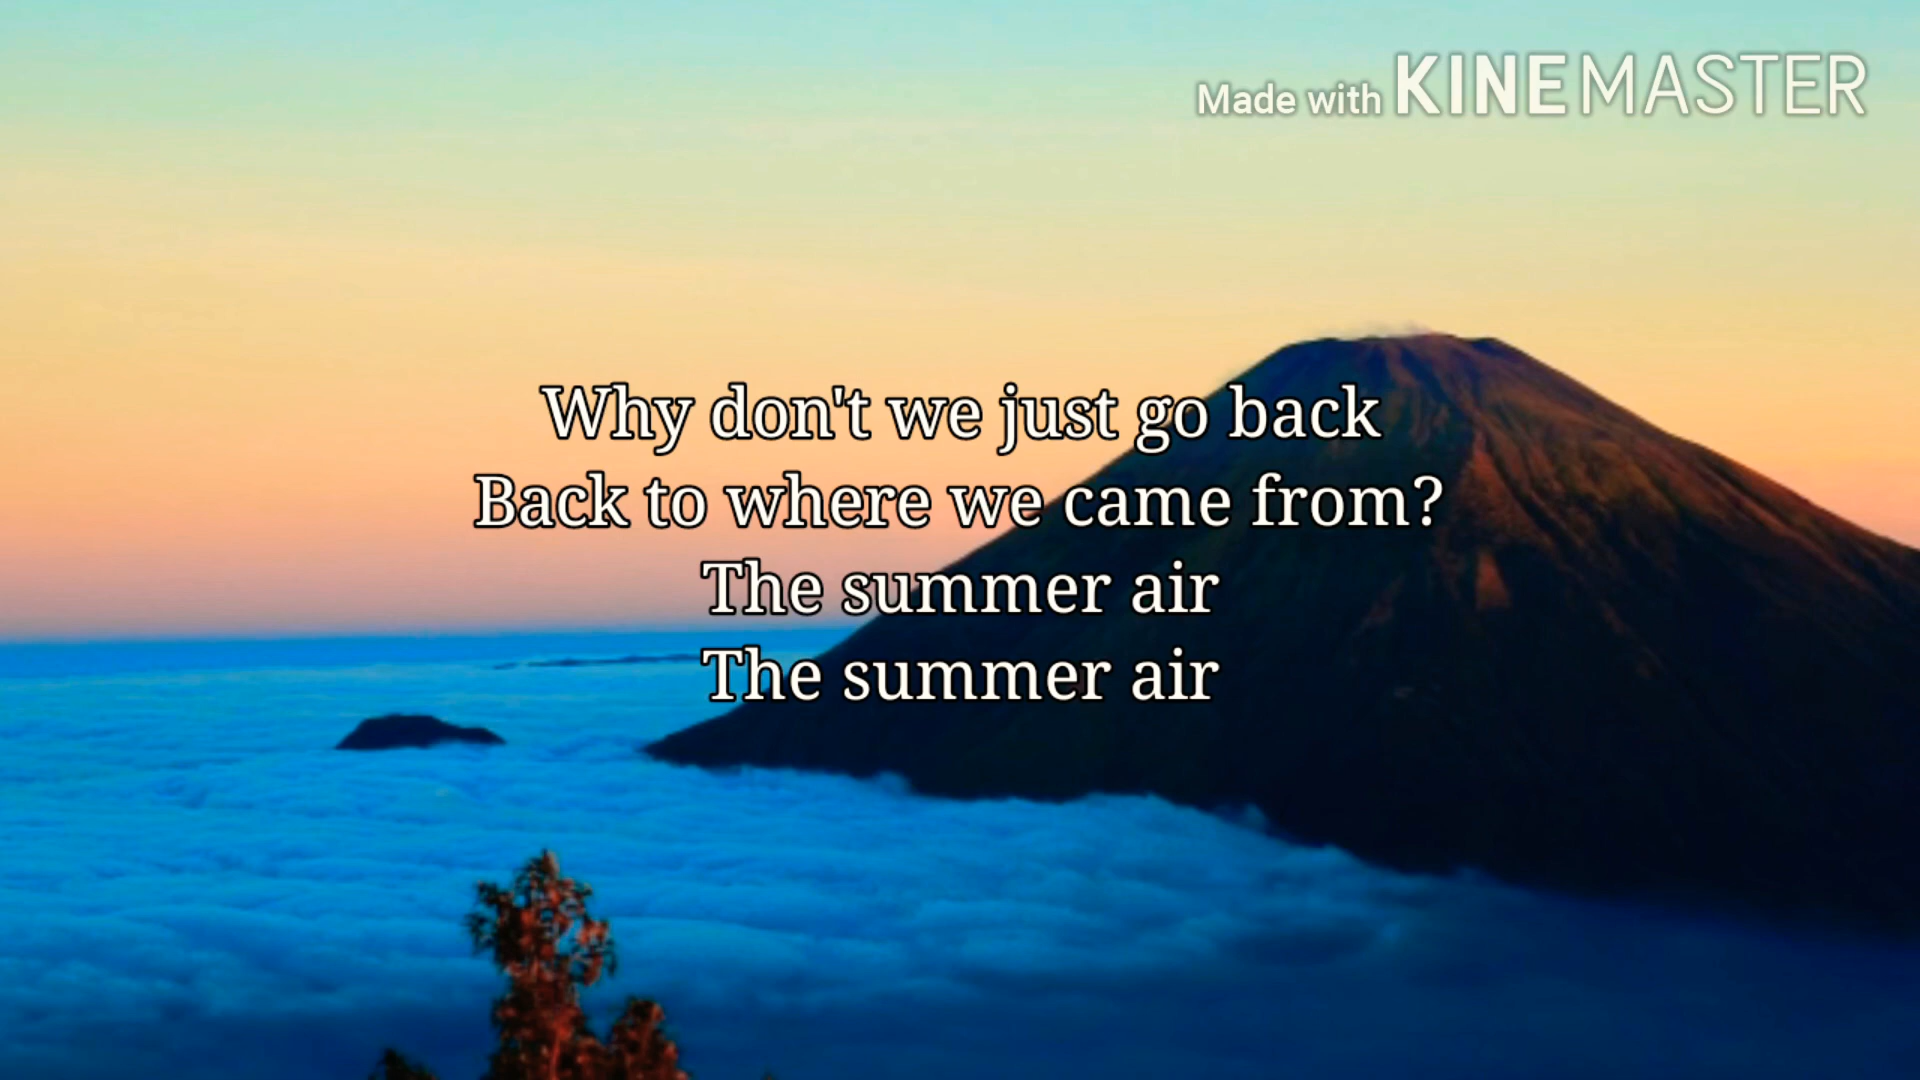 Made with KINEMASTER
Why don't we just go back
Back to where we came from?
The summer air
The summer air